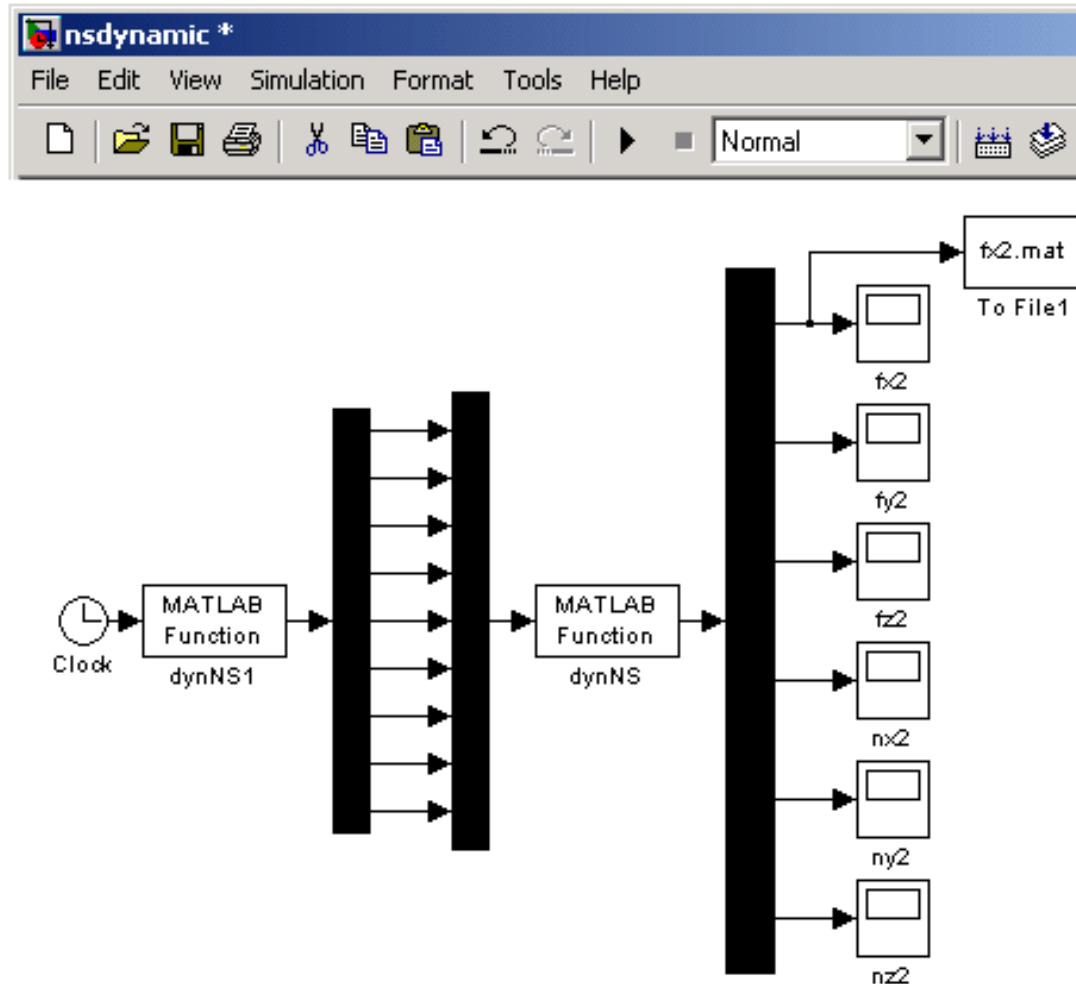 nsdynamic *
File Edit View Simulation Format Tools Help
Normal
fx2.mat
To File1
fx2
fy2
fz2
MATLAB
Function
dynNS1
MATLAB
Function
dynNS
Clock
nx2
ny2
nz2